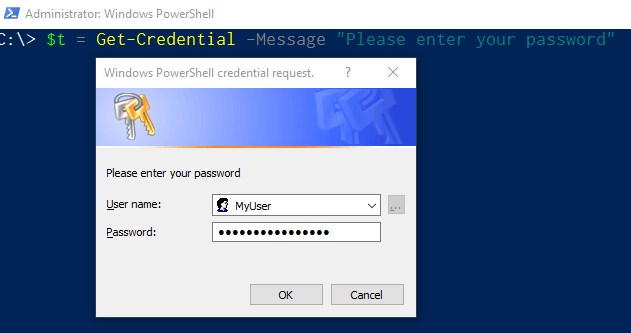 Administrator: Windows PowerShell
C:\> $t = Get-Credential -Message "Please enter your password"
Windows PowerShell credential request.
Please enter your password
User name:
MyUser
...
Password:
••••••••••••••••
OK
Cancel